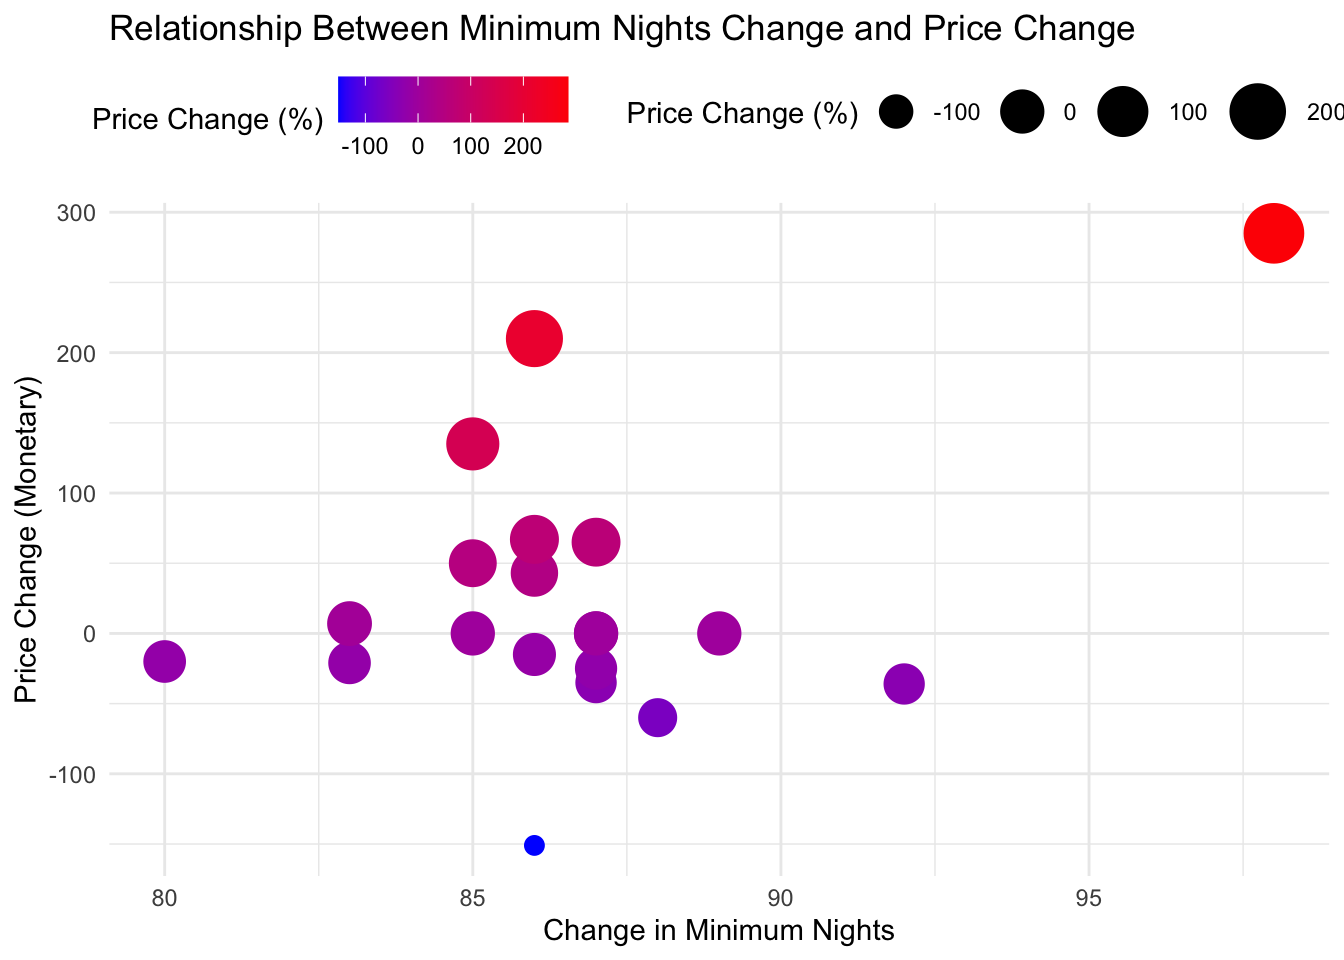 Relationship Between Minimum Nights Change and Price Change
Price Change (%)
-100 0 100 200
Price Change (%) -100 0 100 200
Price Change (Monetary)
300
200
100
0
-100
80 85 90 95
Change in Minimum Nights